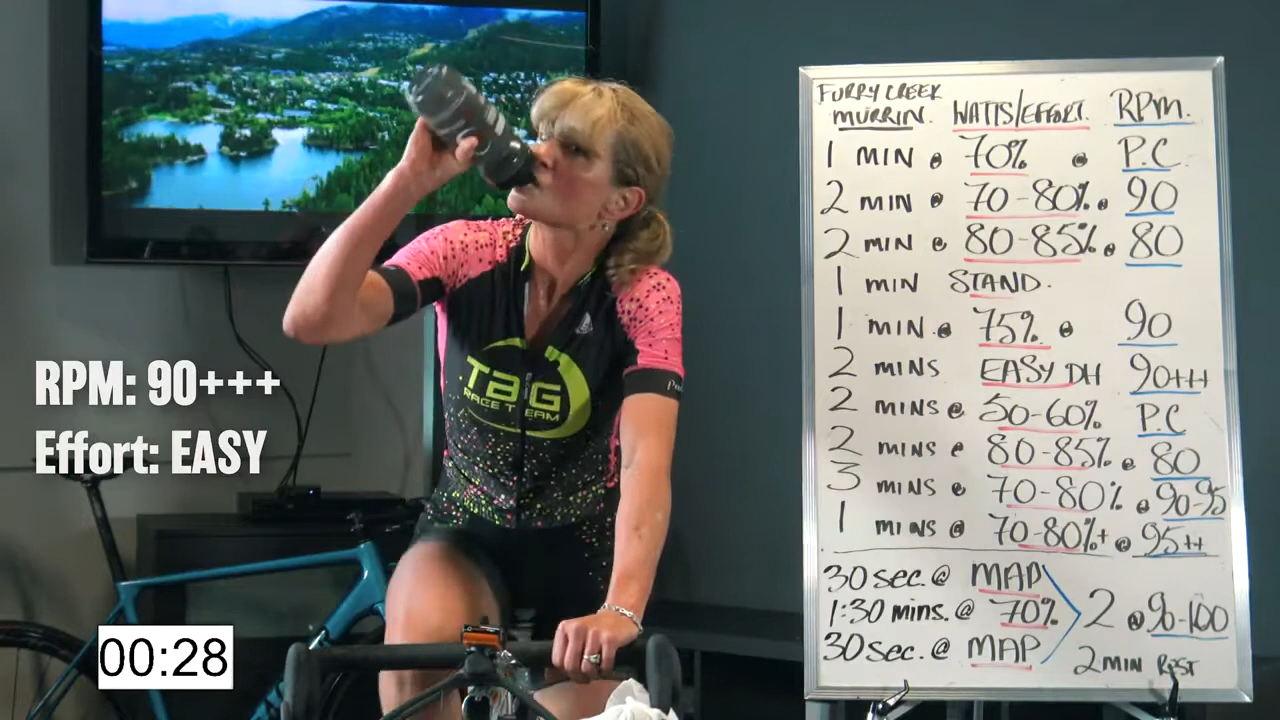 FURRY CREEK
MURRIN. WATTS/EFFORT. RPM.
1 MIN @ 70% @ P.C.
2 MIN @ 70-80% @ 90
2 MIN @ 80-85% @ 80
1 MIN STAND.
1 MIN @ 75% @ 90
2 MINS EASY DH 90+++
2 MINS @ 50-60% P.C
2 MINS @ 80-85% @ 80
3 MINS @ 70-80% @ 90-95
1 MINS @ 70-80%+ @ 95++
30 sec. @ MAP
1:30 mins. @ 70% 2 @ 90-100
30 sec. @ MAP 2 MIN REST
RPM: 90+++
Effort: EASY
00:28
TaG
RACE TEAM